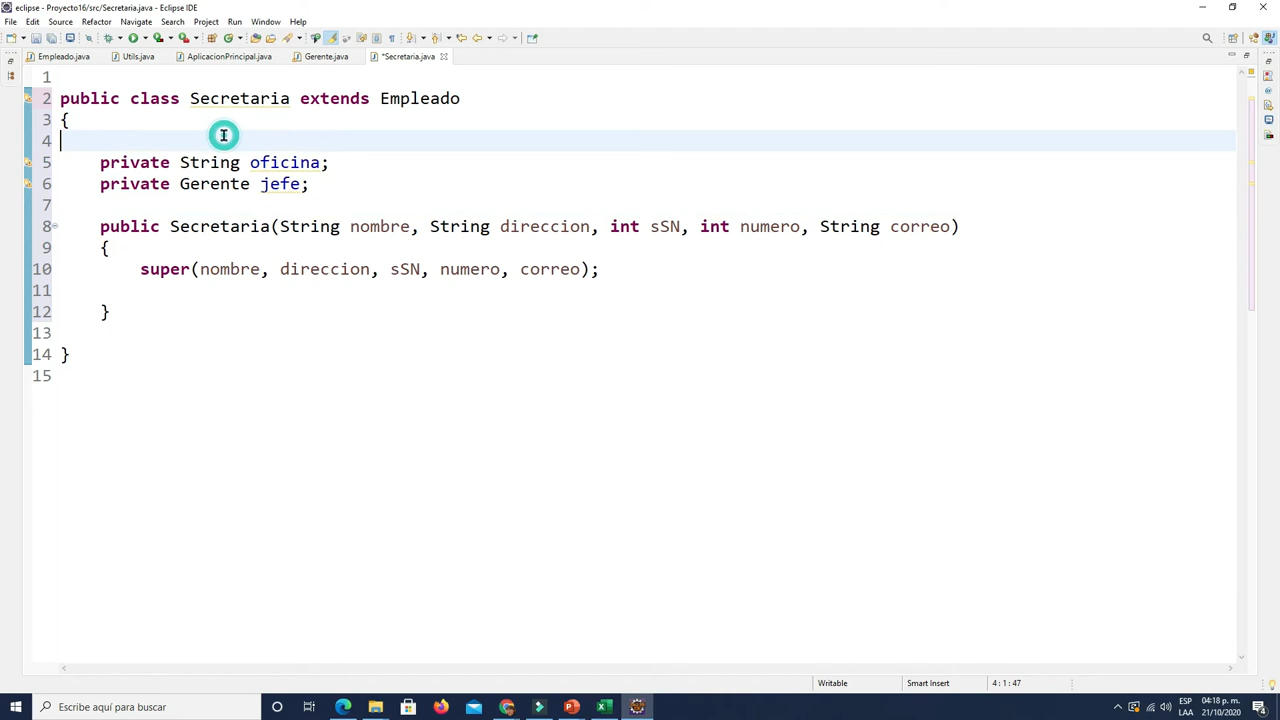 eclipse - Proyecto16/src/Secretaria.java - Eclipse IDE
File Edit Source Refactor Navigate Search Project Run Window Help
Empleado.java Utils.java AplicacionPrincipal.java Gerente.java *Secretaria.java
1
2 public class Secretaria extends Empleado
3 {
4
5 private String oficina;
6 private Gerente jefe;
7
8 public Secretaria(String nombre, String direccion, int sSN, int numero, String correo)
9 {
10 super(nombre, direccion, sSN, numero, correo);
11
12 }
13
14 }
15
Writable Smart Insert 4 : 1 : 47
Escribe aquí para buscar
ESP 04:18 p. m.
LAA 21/10/2020
4